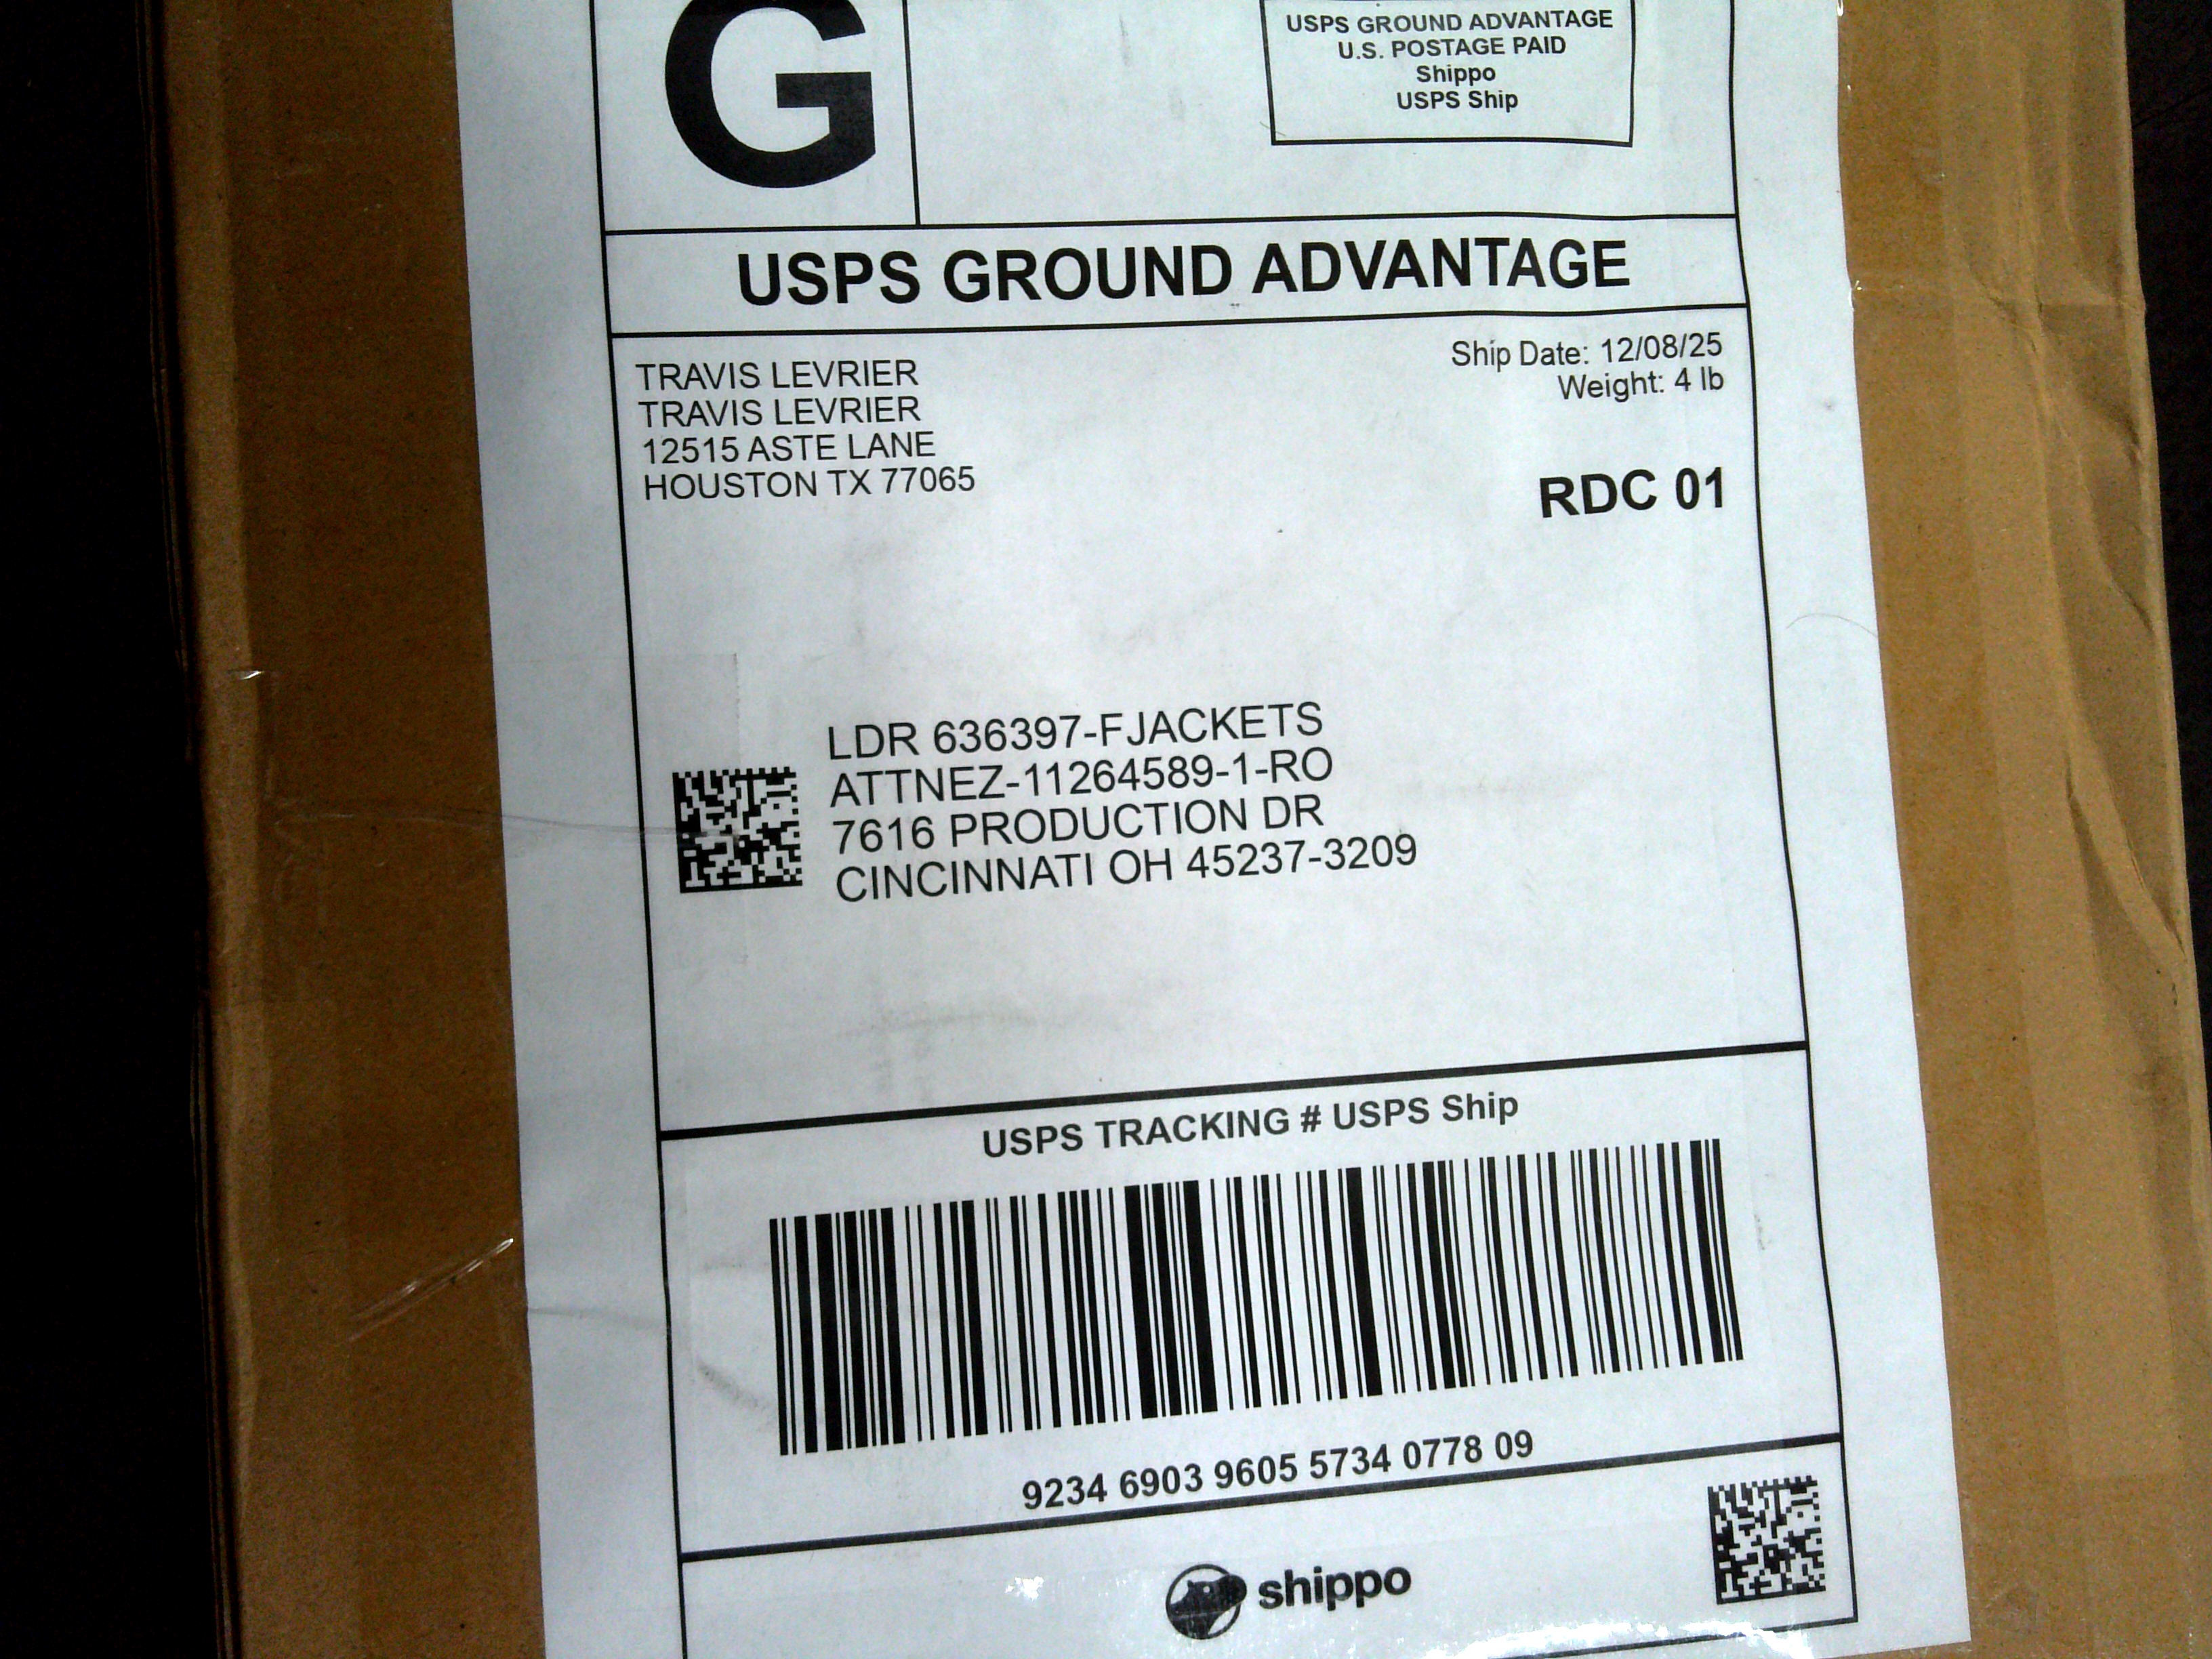 G
USPS GROUND ADVANTAGE
U.S. POSTAGE PAID
Shippo
USPS Ship
USPS GROUND ADVANTAGE
TRAVIS LEVRIER
TRAVIS LEVRIER
12515 ASTE LANE
HOUSTON TX 77065
Ship Date: 12/08/25
Weight: 4 lb
RDC 01
LDR 636397-FJACKETS
ATTNEZ-11264589-1-RO
7616 PRODUCTION DR
CINCINNATI OH 45237-3209
USPS TRACKING # USPS Ship
9234 6903 9605 5734 0778 09
shippo